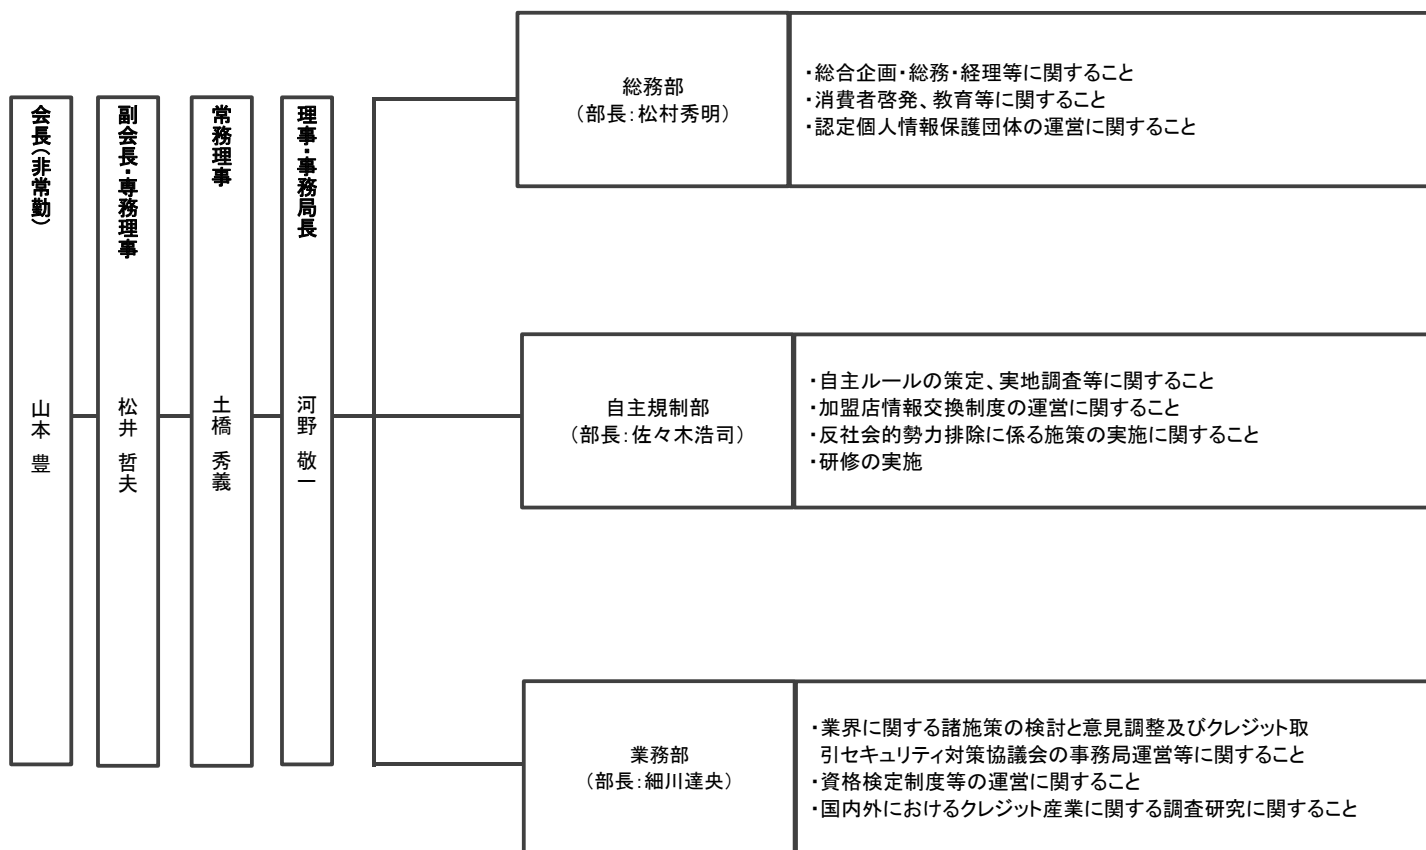 会長(非常勤)
山本 豊
副会長・専務理事
松井 哲夫
常務理事
土橋 秀義
理事・事務局長
河野 敬一
総務部
(部長:松村秀明)
・総合企画・総務・経理等に関すること
・消費者啓発、教育等に関すること
・認定個人情報保護団体の運営に関すること
自主規制部
(部長:佐々木浩司)
・自主ルールの策定、実地調査等に関すること
・加盟店情報交換制度の運営に関すること
・反社会的勢力排除に係る施策の実施に関すること
・研修の実施
業務部
(部長:細川達央)
・業界に関する諸施策の検討と意見調整及びクレジット取
引セキュリティ対策協議会の事務局運営等に関すること
・資格検定制度等の運営に関すること
・国内外におけるクレジット産業に関する調査研究に関すること